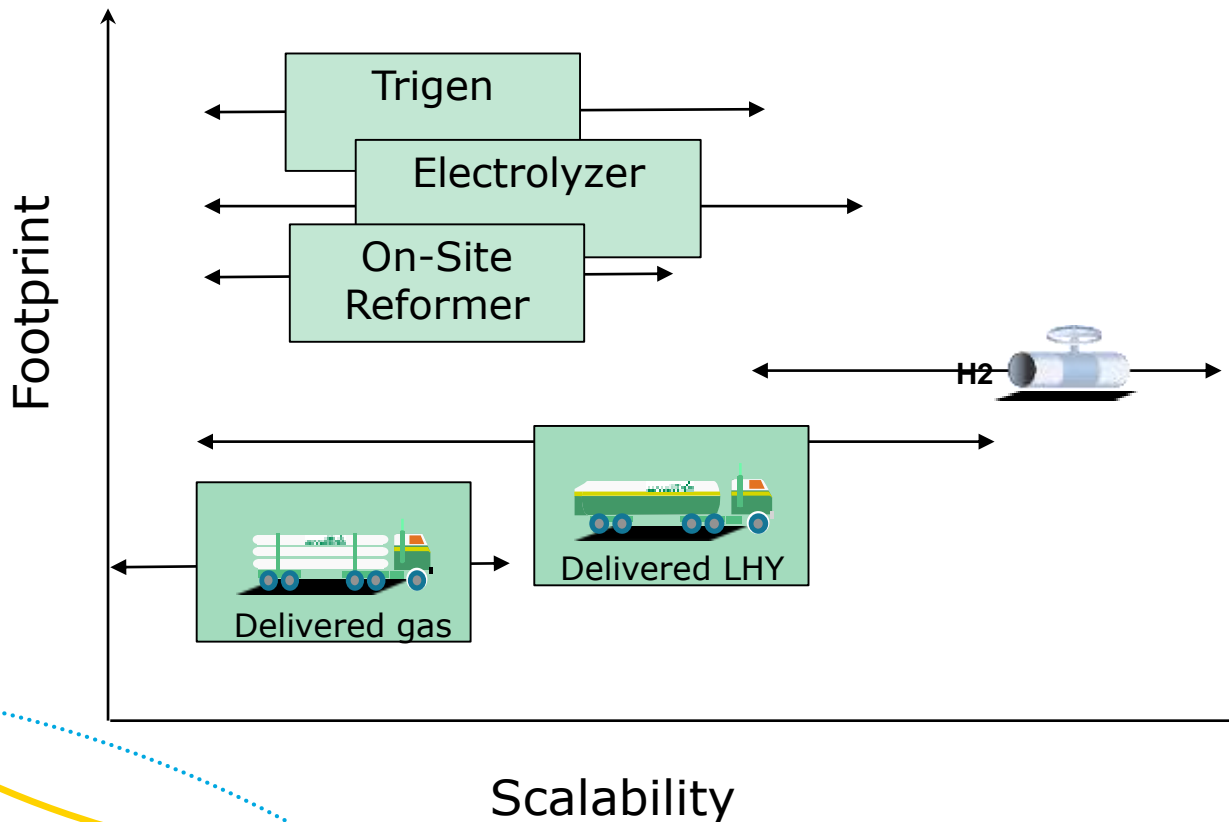 Trigen
Electrolyzer
On-Site
Reformer
Footprint
H2
Delivered LHY
Delivered gas
Scalability